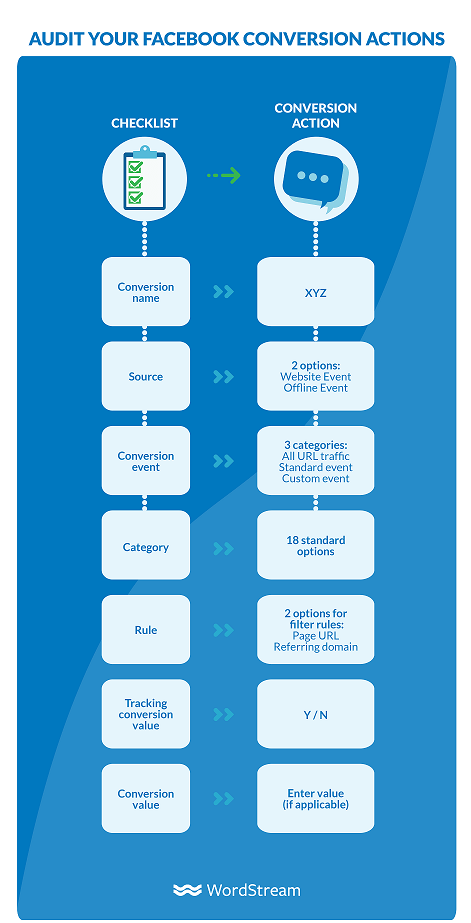 AUDIT YOUR FACEBOOK CONVERSION ACTIONS
CHECKLIST
CONVERSION
ACTION
Conversion
name
XYZ
Source
2 options:
Website Event
Offline Event
Conversion
event
3 categories:
All URL traffic
Standard event
Custom event
Category
18 standard
options
Rule
2 options for
filter rules:
Page URL
Referring domain
Tracking
conversion
value
Y / N
Conversion
value
Enter value
(if applicable)
WordStream